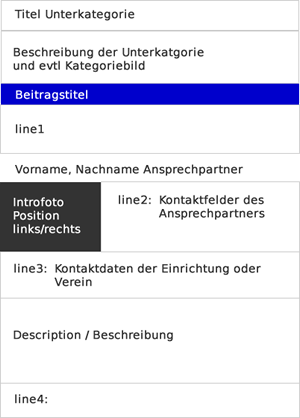 Titel Unterkategorie
Beschreibung der Unterkatgorie
und evtl Kategoriebild
Beitragstitel
line1
Vorname, Nachname Ansprechpartner
Introfoto
Position
links/rechts
line2: Kontaktfelder des
Ansprechpartners
line3: Kontaktdaten der Einrichtung oder
Verein
Description / Beschreibung
line4: